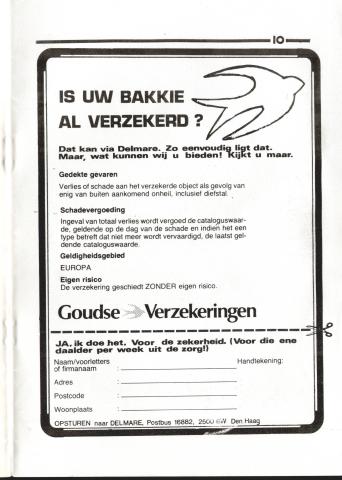 10
IS UW BAKKIE
AL VERZEKERD ?
Dat kan via Delmare. Zo eenvoudig ligt dat.
Maar, wat kunnen wij u bieden! Kijkt u maar.
Gedekte gevaren
Verlies of schade aan het verzekerde object als gevolg van
enig van buiten aankomend onheil, inclusief diefstal.
Schadevergoeding
Ingeval van totaal verlies wordt vergoed de cataloguswaar-
de, geldende op de dag van de schade en indien het een
type betreft dat niet meer wordt vervaardigd, de laatst gel-
dende cataloguswaarde.
Geldigheidsgebied
EUROPA
Eigen risico
De verzekering geschiedt ZONDER eigen risico.
Goudse Verzekeringen
JA, ik doe het. Voor de zekerheid. (Voor die ene
daalder per week uit de zorg!)
Naam/voorletters Handtekening:
of firmanaam :
Adres :
Postcode :
Woonplaats :
OPSTUREN naar DELMARE, Postbus 16882, 2500 BW Den Haag